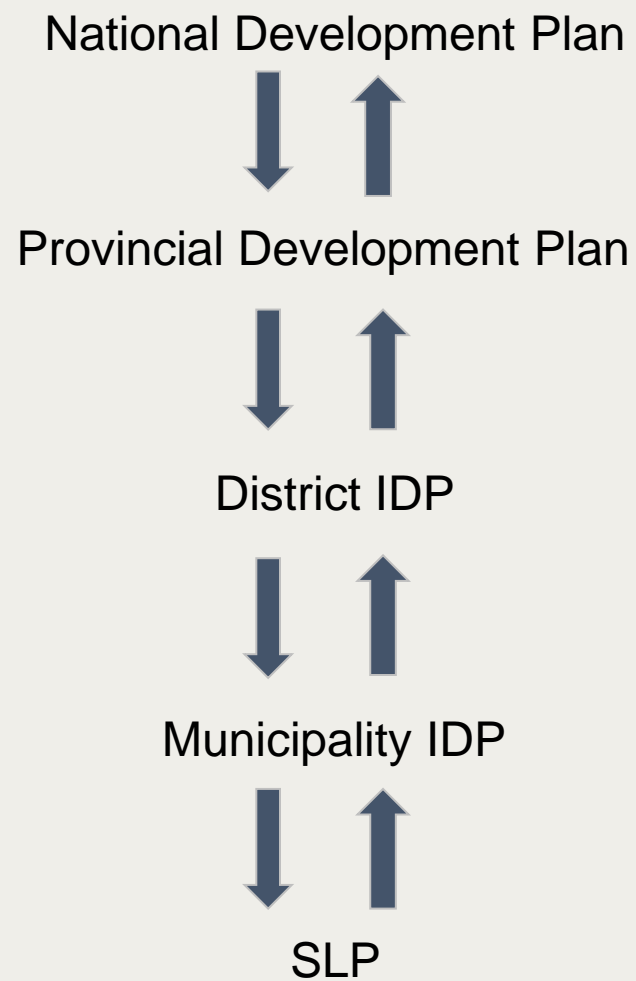 National Development Plan
Provincial Development Plan
District IDP
Municipality IDP
SLP